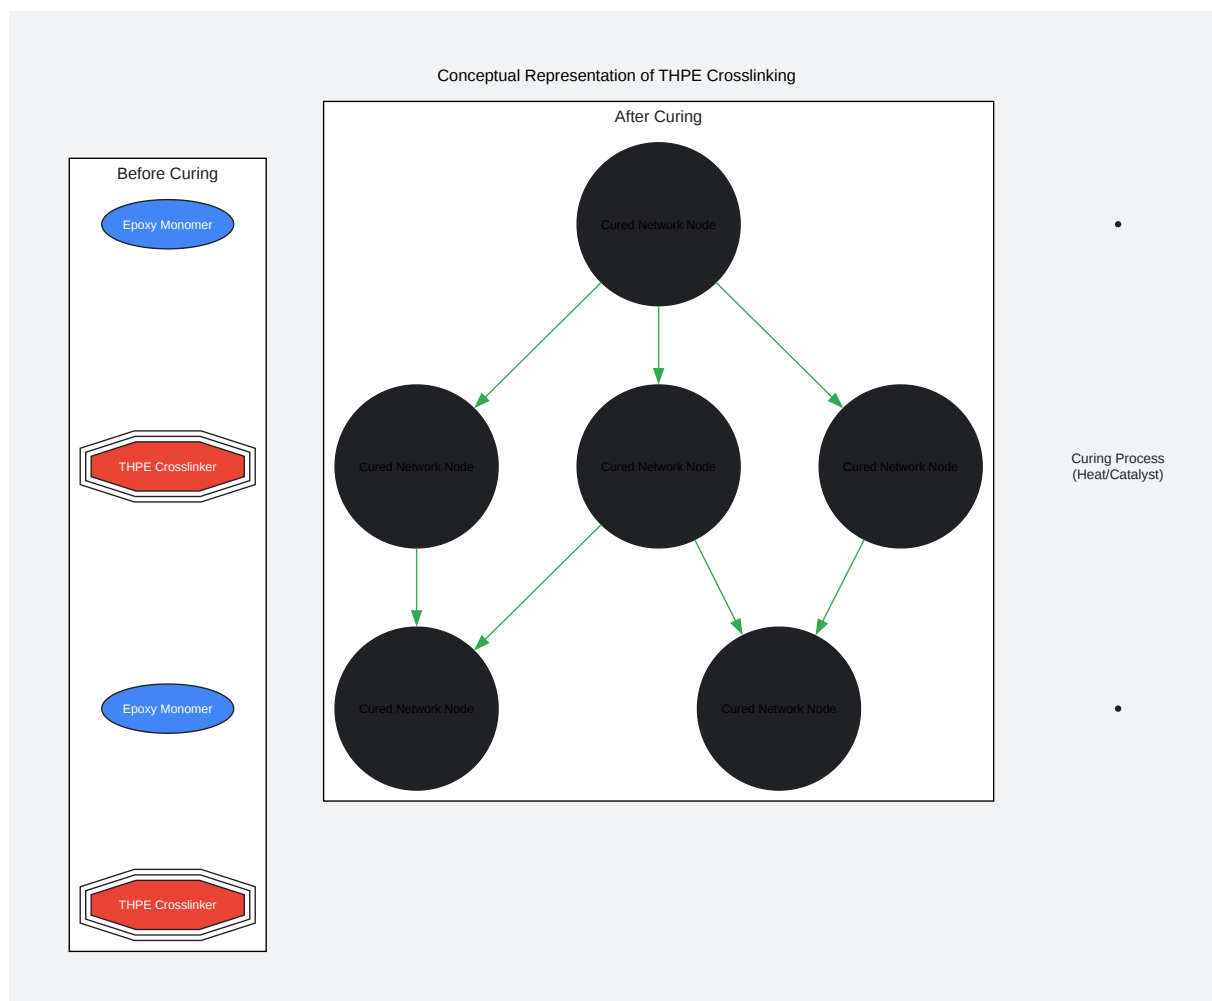 Conceptual Representation of THPE Crosslinking
Before Curing
Epoxy Monomer
THPE Crosslinker
Epoxy Monomer
THPE Crosslinker
After Curing
Cured Network Node
Cured Network Node
Cured Network Node
Cured Network Node
Cured Network Node
Cured Network Node
Curing Process
(Heat/Catalyst)